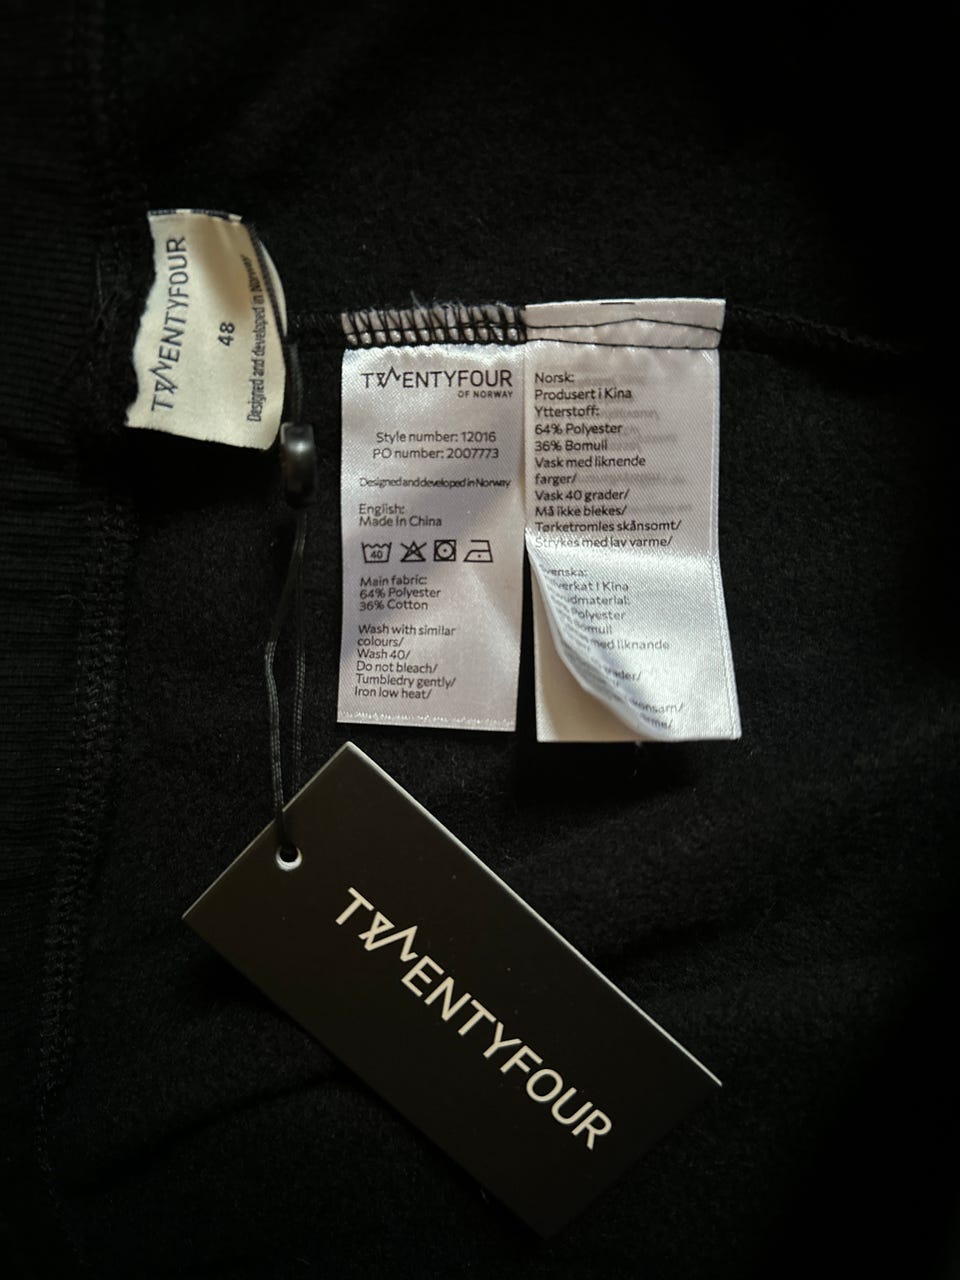 TWENTYFOUR
48
Designed and developed in Norway
TWENTYFOUR
OF NORWAY
Style number: 12016
PO number: 2007773
Designed and developed in Norway
English:
Made In China
40
Main fabric:
64% Polyester
36% Cotton
Wash with similar
colours/
Wash 40/
Do not bleach/
Tumbledry gently/
Iron low heat/
Norsk:
Produsert i Kina
Ytterstoff:
64% Polyester
36% Bomull
Vask med liknende
farger/
Vask 40 grader/
Må ikke blekes/
Tørketromles skånsomt/
Strykes med lav varme/
Kina
Polyester
liknande
TWENTYFOUR